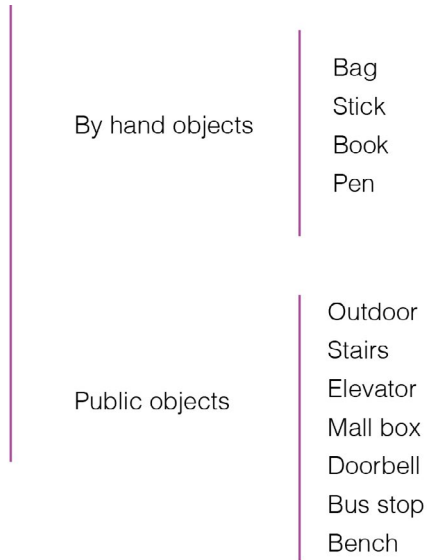 By hand objects
Bag
Stick
Book
Pen
Public objects
Outdoor
Stairs
Elevator
Mall box
Doorbell
Bus stop
Bench